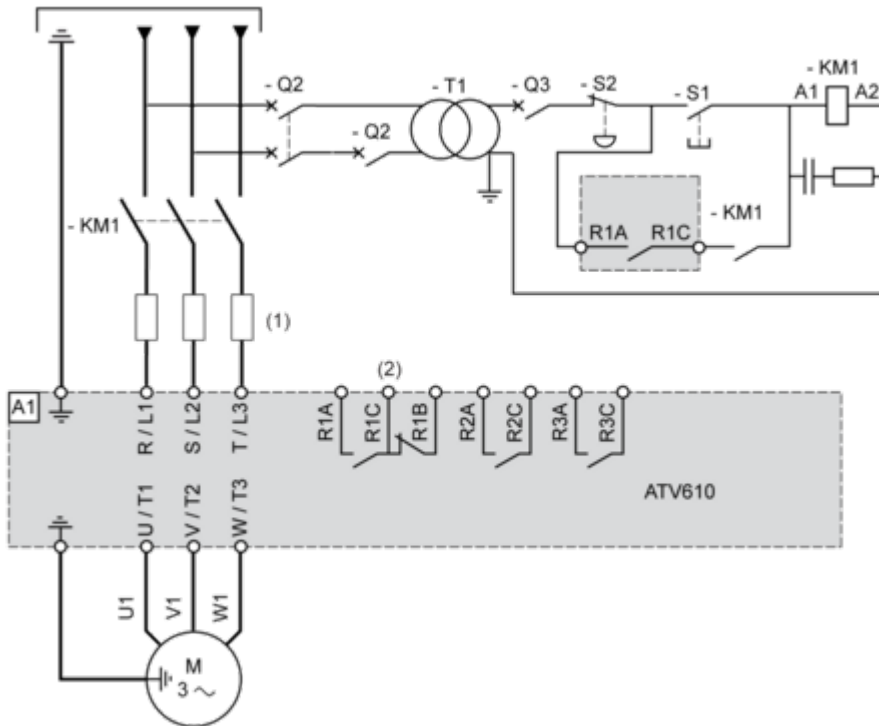 - Q2
- T1
- Q3
- S2
- S1
- KM1
A1
A2
- Q2
- KM1
R1A
R1C
- KM1
(1)
(2)
A1
R / L1
S / L2
T / L3
R1A
R1C
R1B
R2A
R2C
R3A
R3C
ATV610
U / T1
V / T2
W / T3
U1
V1
W1
M
3 ~